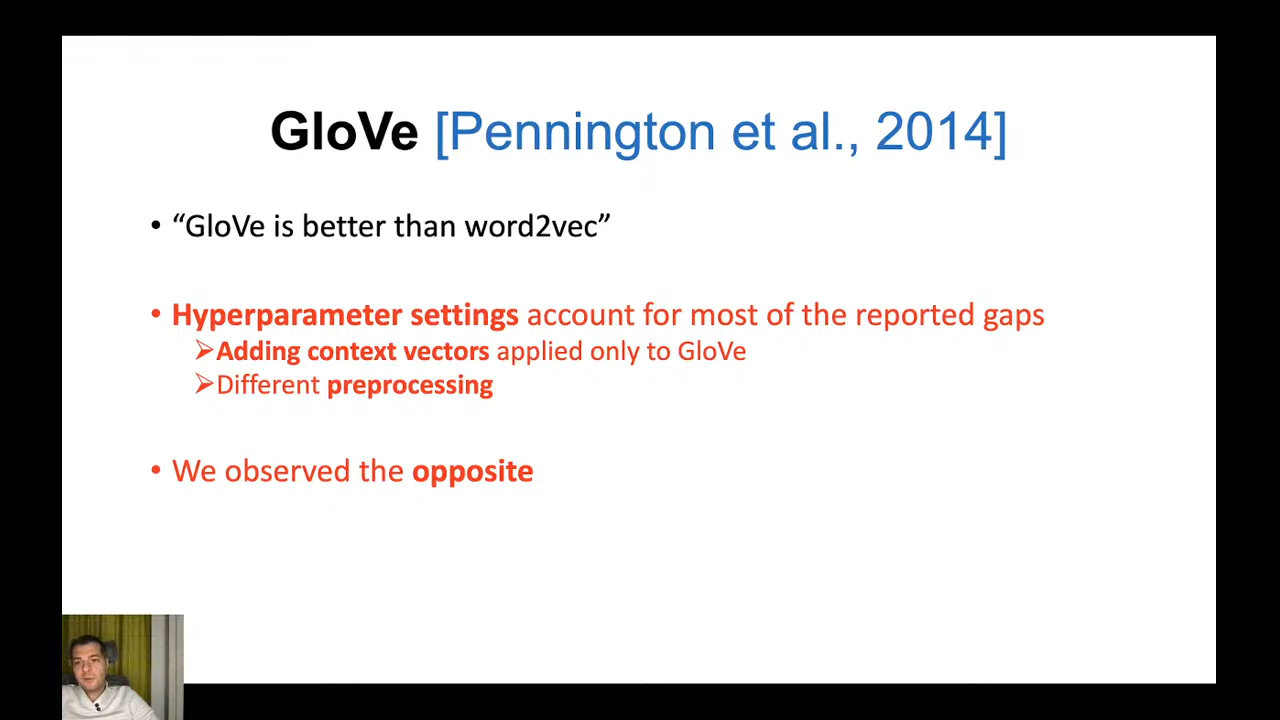 GloVe [Pennington et al., 2014]
• “GloVe is better than word2vec”
• Hyperparameter settings account for most of the reported gaps
➢Adding context vectors applied only to GloVe
➢Different preprocessing
• We observed the opposite